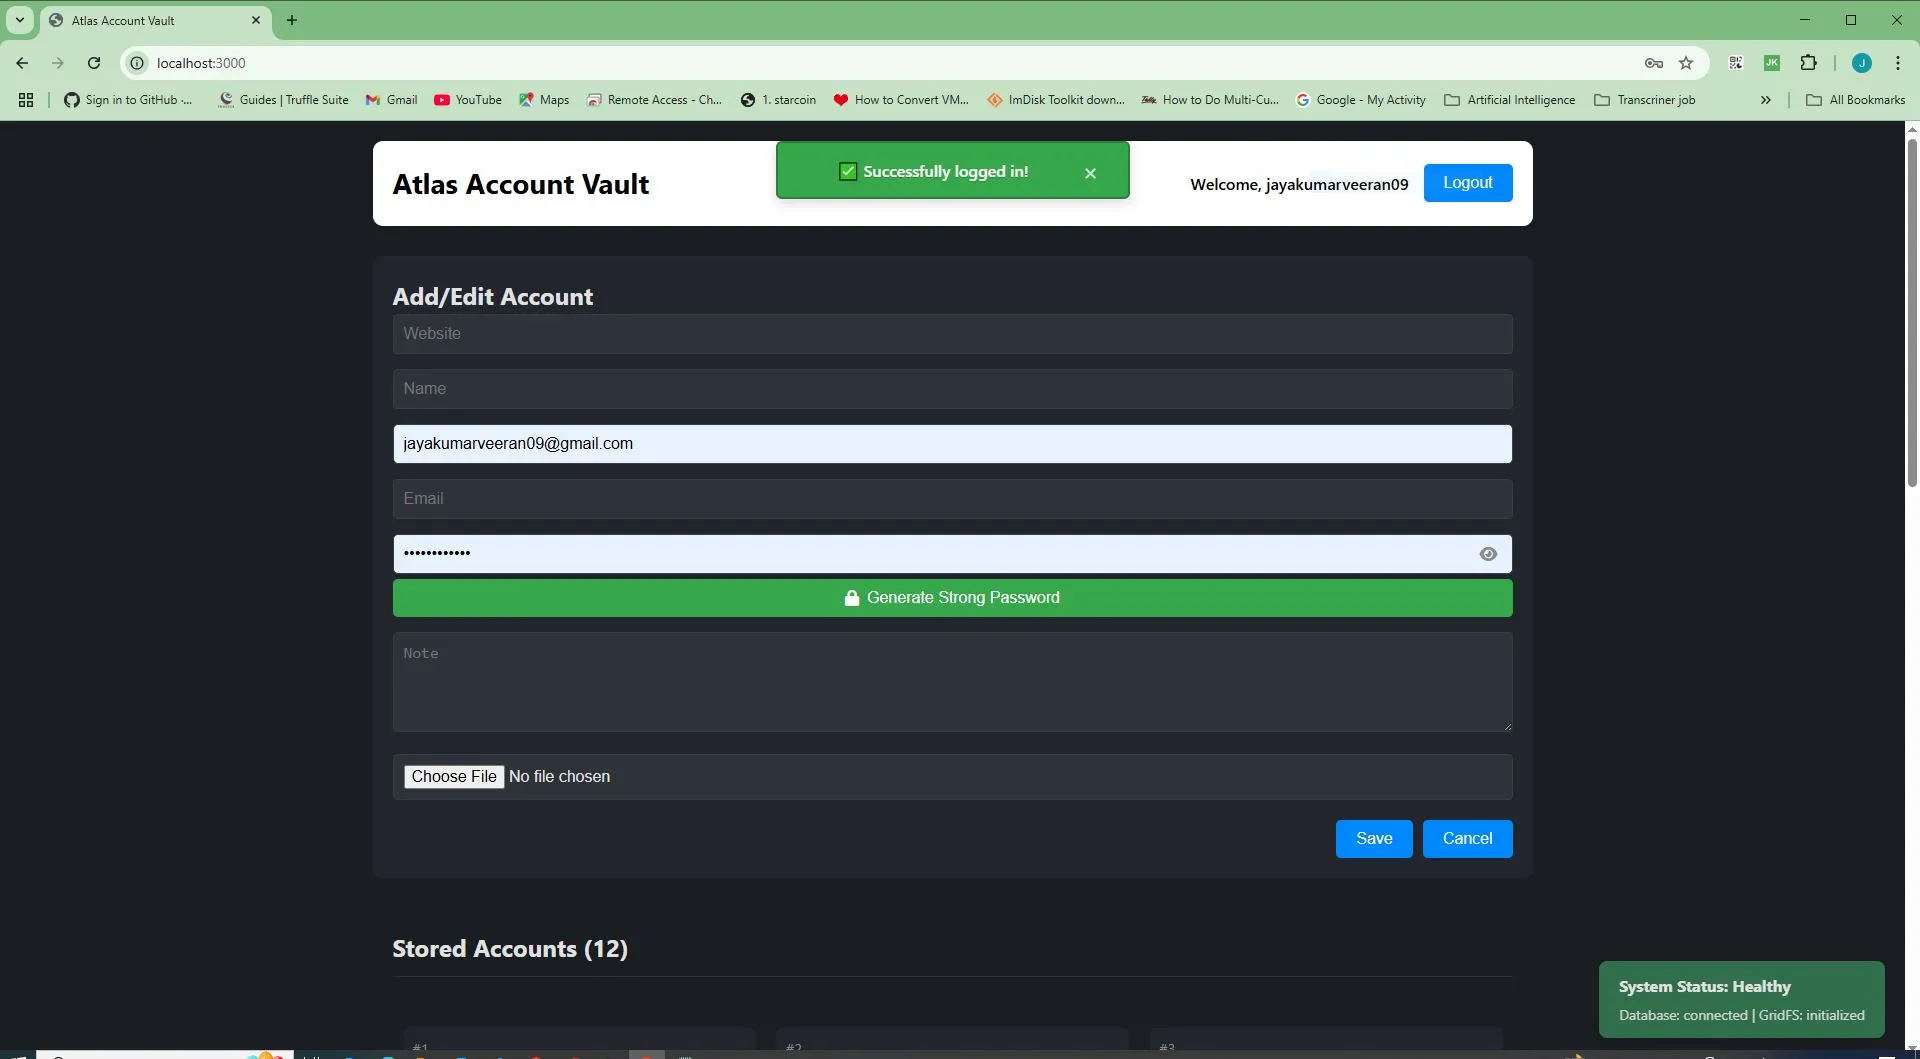 Atlas Account Vault
localhost:3000
Sign in to GitHub ·...
Guides | Truffle Suite
Gmail
YouTube
Maps
Remote Access - Ch...
1. starcoin
How to Convert VM...
ImDisk Toolkit down...
How to Do Multi-Cu...
Google - My Activity
Artificial Intelligence
Transcriner job
All Bookmarks
JK
J
Atlas Account Vault
Successfully logged in!
Welcome, jayakumarveeran09
Logout
Add/Edit Account
Website
Name
jayakumarveeran09@gmail.com
Email
••••••••••••
Generate Strong Password
Note
Choose File No file chosen
Save
Cancel
Stored Accounts (12)
System Status: Healthy
Database: connected | GridFS: initialized
#1
#2
#3